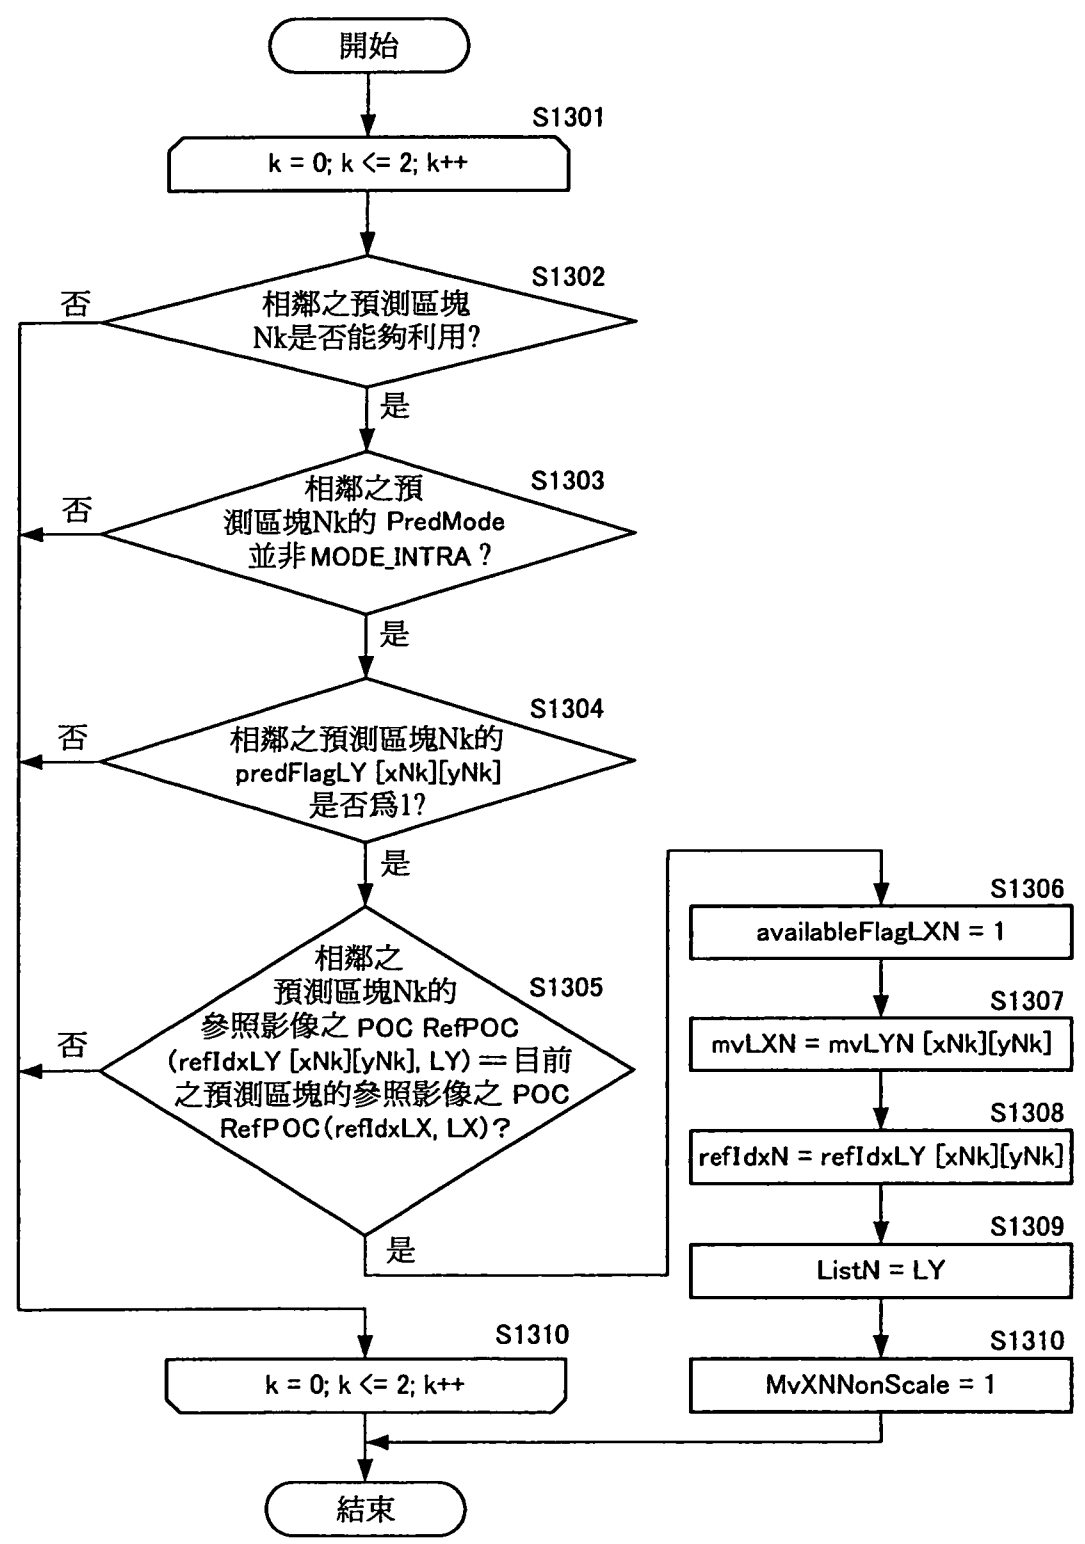 開始
S1301
k = 0; k <= 2; k++
S1302
相鄰之預測區塊
Nk是否能夠利用?
否
是
S1303
相鄰之預
測區塊Nk的 PredMode
並非MODE_INTRA ?
否
是
S1304
相鄰之預測區塊Nk的
predFlagLY [xNk][yNk]
是否爲1?
否
是
S1305
相鄰之
預測區塊Nk的
參照影像之 POC RefPOC
(refIdxLY [xNk][yNk], LY) == 目前
之預測區塊的參照影像之 POC
RefPOC(refIdxLX, LX)?
否
是
S1306
availableFlagLXN = 1
S1307
mvLXN = mvLYN [xNk][yNk]
S1308
refIdxN = refIdxLY [xNk][yNk]
S1309
ListN = LY
S1310
MvXNNonScale = 1
S1310
k = 0; k <= 2; k++
結束